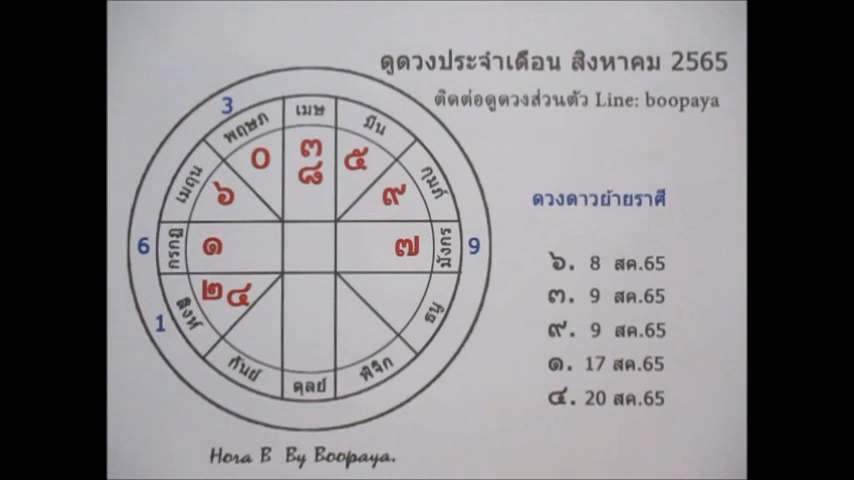 ดูดวงประจำเดือน สิงหาคม 2565
ติดต่อดูดวงส่วนตัว Line: boopaya
3
เมษ
พฤษภ
มีน
เมถุน
กุมภ์
๐
๓
๘
๕
๖
๙
6
กรกฎ
๑
๗
มังกร
9
๒๔
1
สิงห์
ธนู
กันย์
ตุลย์
พิจิก
ดวงดาวย้ายราศี
๖. 8 สค.65
๓. 9 สค.65
๙. 9 สค.65
๑. 17 สค.65
๔. 20 สค.65
Hora B By Boopaya.